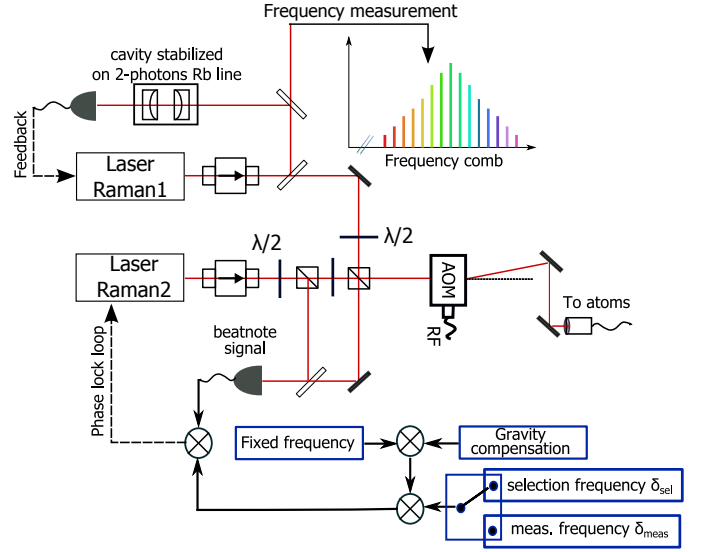 Frequency measurement
cavity stabilized
on 2-photons Rb line
Feedback
Laser
Raman1
Frequency comb
λ/2
λ/2
Laser
Raman2
AOM
RF
To atoms
beatnote
signal
Phase lock loop
Fixed frequency
Gravity
compensation
selection frequency δsel
meas. frequency δmeas